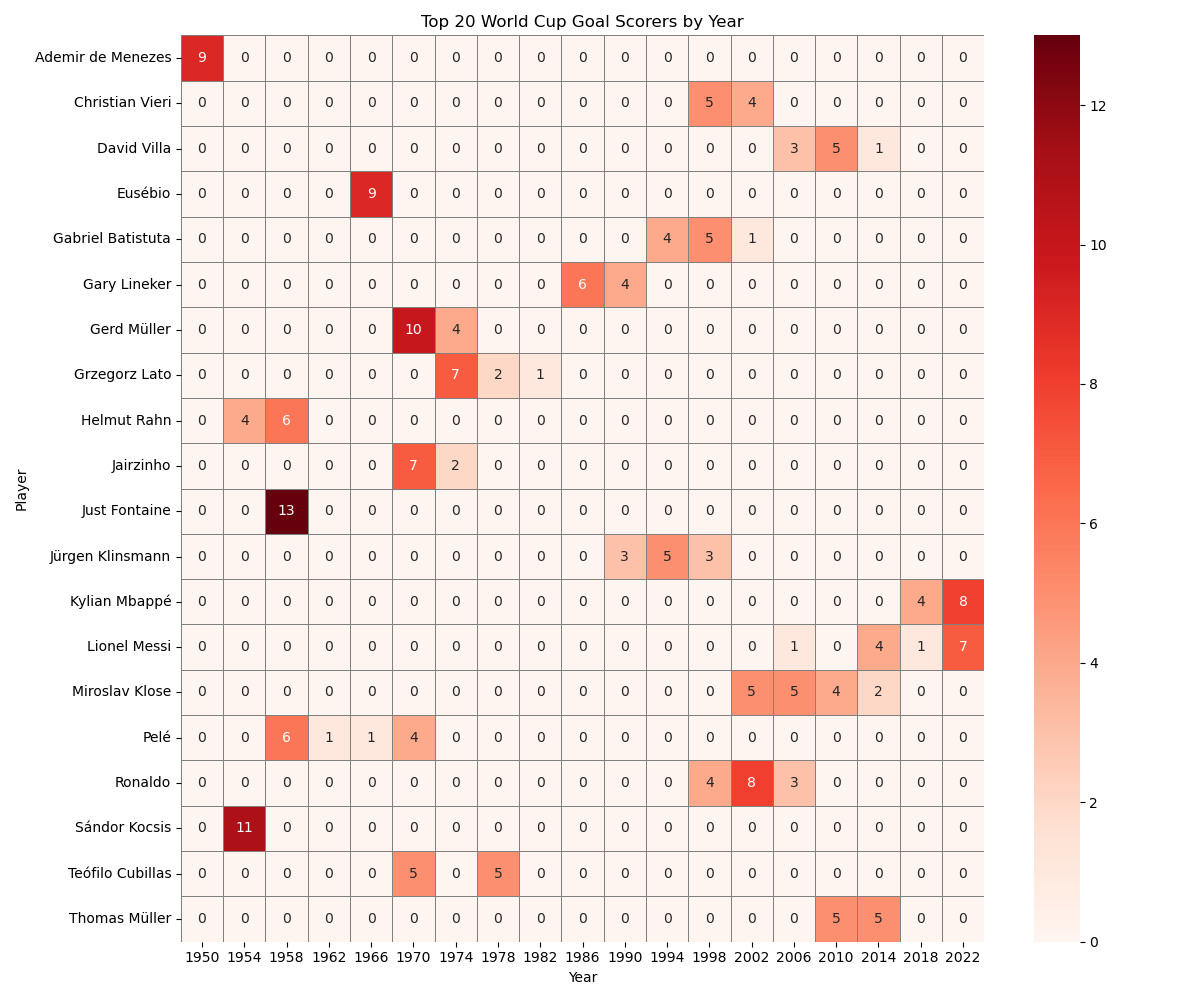 Top 20 World Cup Goal Scorers by Year
Player
Ademir de Menezes 9 0 0 0 0 0 0 0 0 0 0 0 0 0 0 0 0 0 0
Christian Vieri 0 0 0 0 0 0 0 0 0 0 0 0 5 4 0 0 0 0 0
David Villa 0 0 0 0 0 0 0 0 0 0 0 0 0 0 3 5 1 0 0
Eusébio 0 0 0 0 9 0 0 0 0 0 0 0 0 0 0 0 0 0 0
Gabriel Batistuta 0 0 0 0 0 0 0 0 0 0 0 4 5 1 0 0 0 0 0
Gary Lineker 0 0 0 0 0 0 0 0 0 6 4 0 0 0 0 0 0 0 0
Gerd Müller 0 0 0 0 0 10 4 0 0 0 0 0 0 0 0 0 0 0 0
Grzegorz Lato 0 0 0 0 0 0 7 2 1 0 0 0 0 0 0 0 0 0 0
Helmut Rahn 0 4 6 0 0 0 0 0 0 0 0 0 0 0 0 0 0 0 0
Jairzinho 0 0 0 0 0 7 2 0 0 0 0 0 0 0 0 0 0 0 0
Just Fontaine 0 0 13 0 0 0 0 0 0 0 0 0 0 0 0 0 0 0 0
Jürgen Klinsmann 0 0 0 0 0 0 0 0 0 0 3 5 3 0 0 0 0 0 0
Kylian Mbappé 0 0 0 0 0 0 0 0 0 0 0 0 0 0 0 0 0 4 8
Lionel Messi 0 0 0 0 0 0 0 0 0 0 0 0 0 0 1 0 4 1 7
Miroslav Klose 0 0 0 0 0 0 0 0 0 0 0 0 0 5 5 4 2 0 0
Pelé 0 0 6 1 1 4 0 0 0 0 0 0 0 0 0 0 0 0 0
Ronaldo 0 0 0 0 0 0 0 0 0 0 0 0 4 8 3 0 0 0 0
Sándor Kocsis 0 11 0 0 0 0 0 0 0 0 0 0 0 0 0 0 0 0 0
Teófilo Cubillas 0 0 0 0 0 5 0 5 0 0 0 0 0 0 0 0 0 0 0
Thomas Müller 0 0 0 0 0 0 0 0 0 0 0 0 0 0 0 5 5 0 0
1950 1954 1958 1962 1966 1970 1974 1978 1982 1986 1990 1994 1998 2002 2006 2010 2014 2018 2022
Year
12
10
8
6
4
2
0